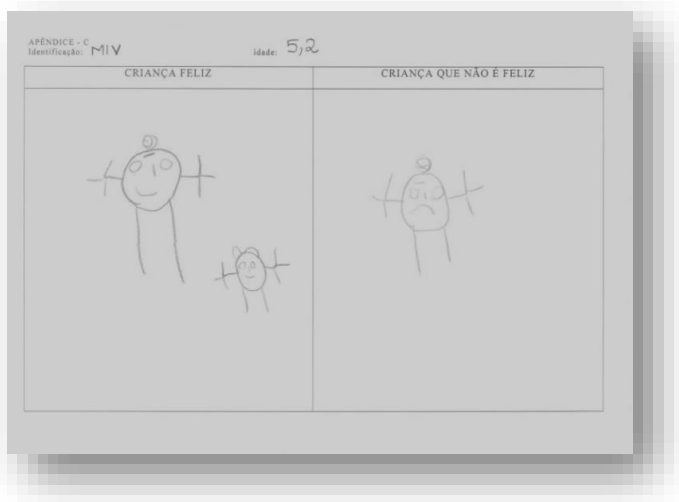 APÊNDICE - C
Identificação: MIV idade: 5,2
CRIANÇA FELIZ CRIANÇA QUE NÃO É FELIZ